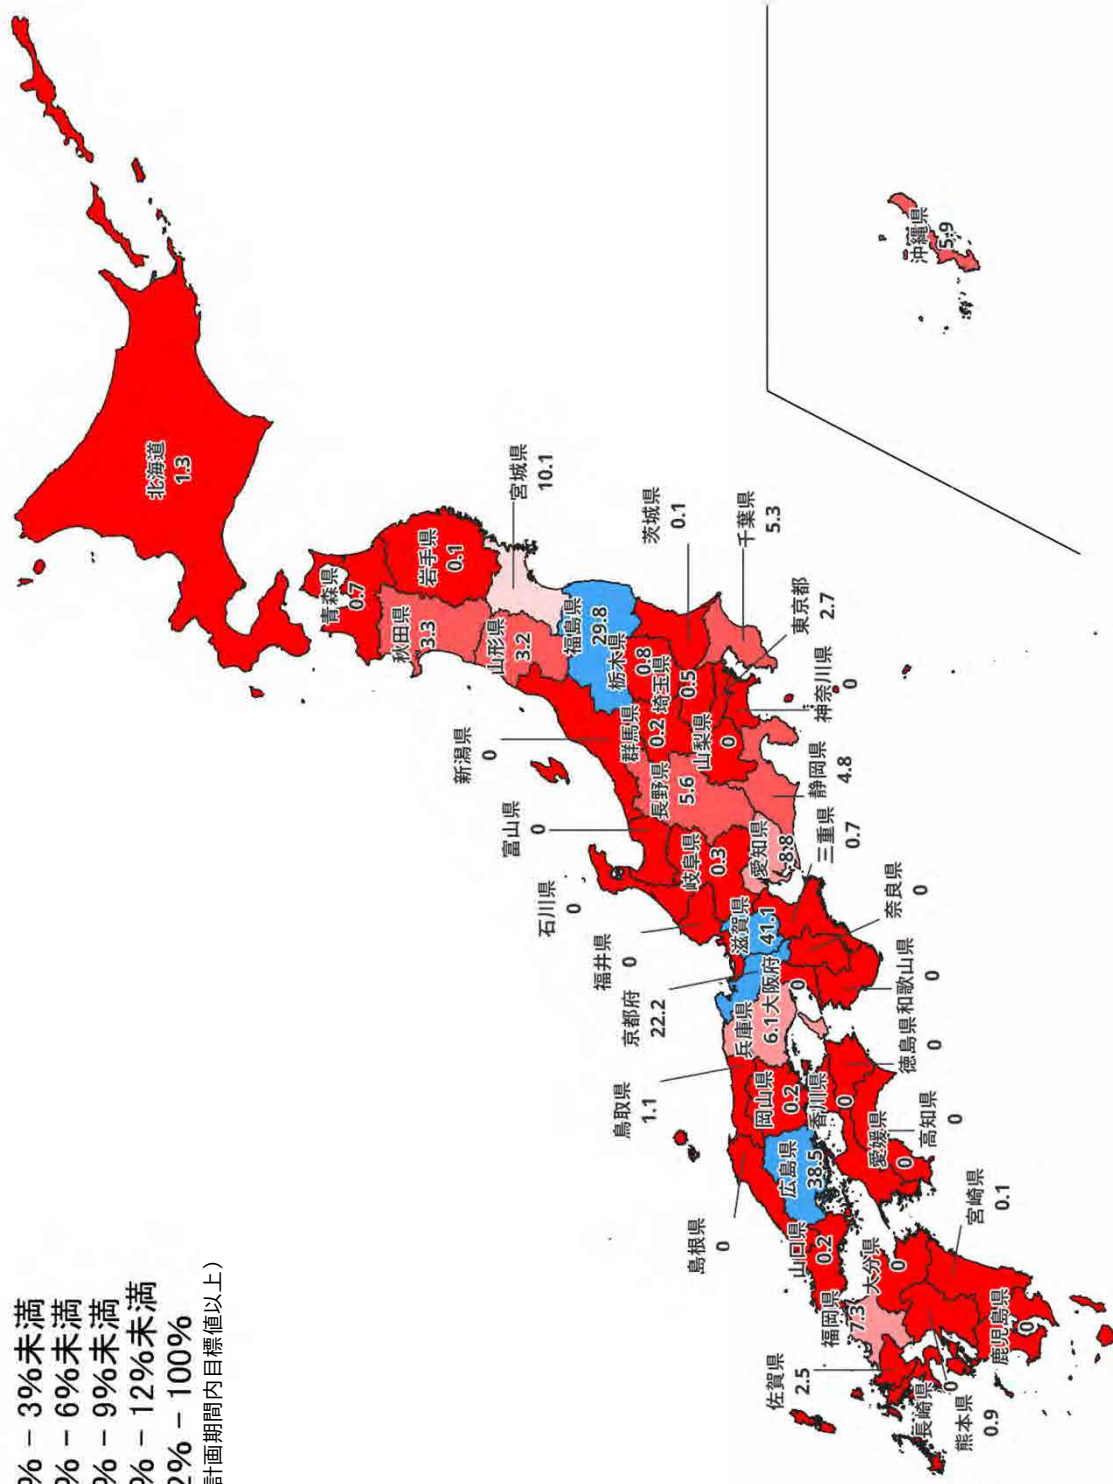 % − 3%未満
% − 6%未満
% − 9%未満
% − 12%未満
2% − 100%
計画期間内目標値以上）
北海道
1.3
青森県
0.7
岩手県
0.1
秋田県
3.3
宮城県
10.1
山形県
3.2
福島県
29.8
茨城県
0.1
栃木県
0.8
群馬県
0.2
埼玉県
0.5
千葉県
5.3
東京都
2.7
神奈川県
0
新潟県
0
富山県
0
石川県
0
福井県
0
山梨県
0
長野県
5.6
岐阜県
0.3
静岡県
4.8
愛知県
8.8
三重県
0.7
滋賀県
41.1
京都府
22.2
大阪府
0
兵庫県
6.1
奈良県
0
和歌山県
0
鳥取県
1.1
島根県
0
岡山県
0.2
広島県
38.5
山口県
0.2
徳島県
0
香川県
0
愛媛県
0
高知県
0
福岡県
7.3
佐賀県
2.5
長崎県
0
熊本県
0.9
大分県
0
宮崎県
0.1
鹿児島県
0
沖縄県
5.9